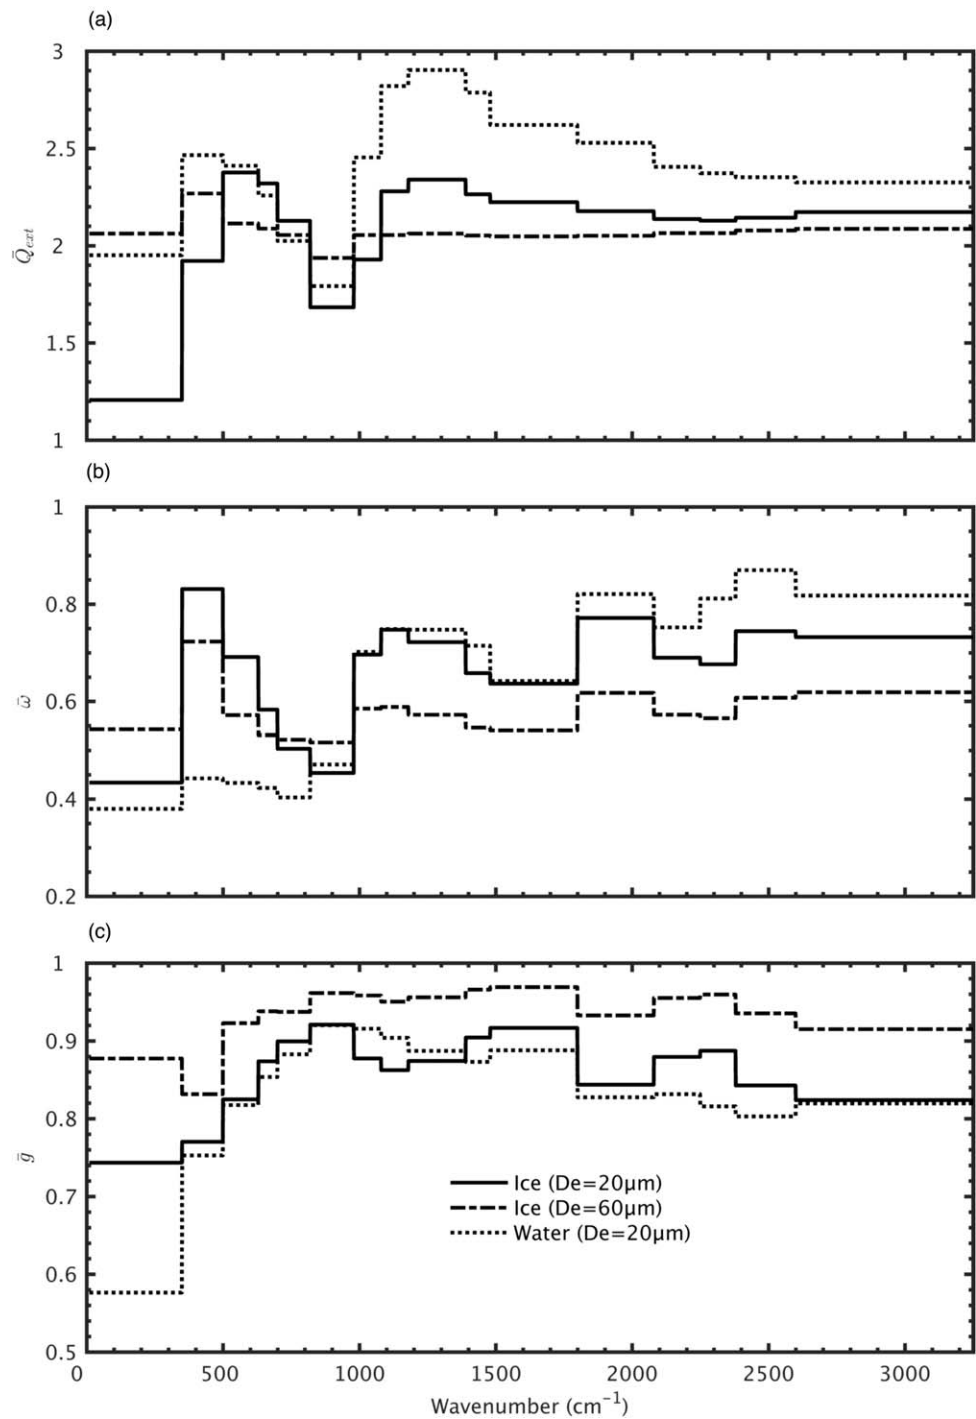 (a)
3
2.5
2
1.5
1
Q̄ext
(b)
1
0.8
0.6
0.4
0.2
ω̄
(c)
1
0.9
0.8
0.7
0.6
0.5
ḡ
Ice (De=20μm)
Ice (De=60μm)
Water (De=20μm)
0 500 1000 1500 2000 2500 3000
Wavenumber (cm⁻¹)